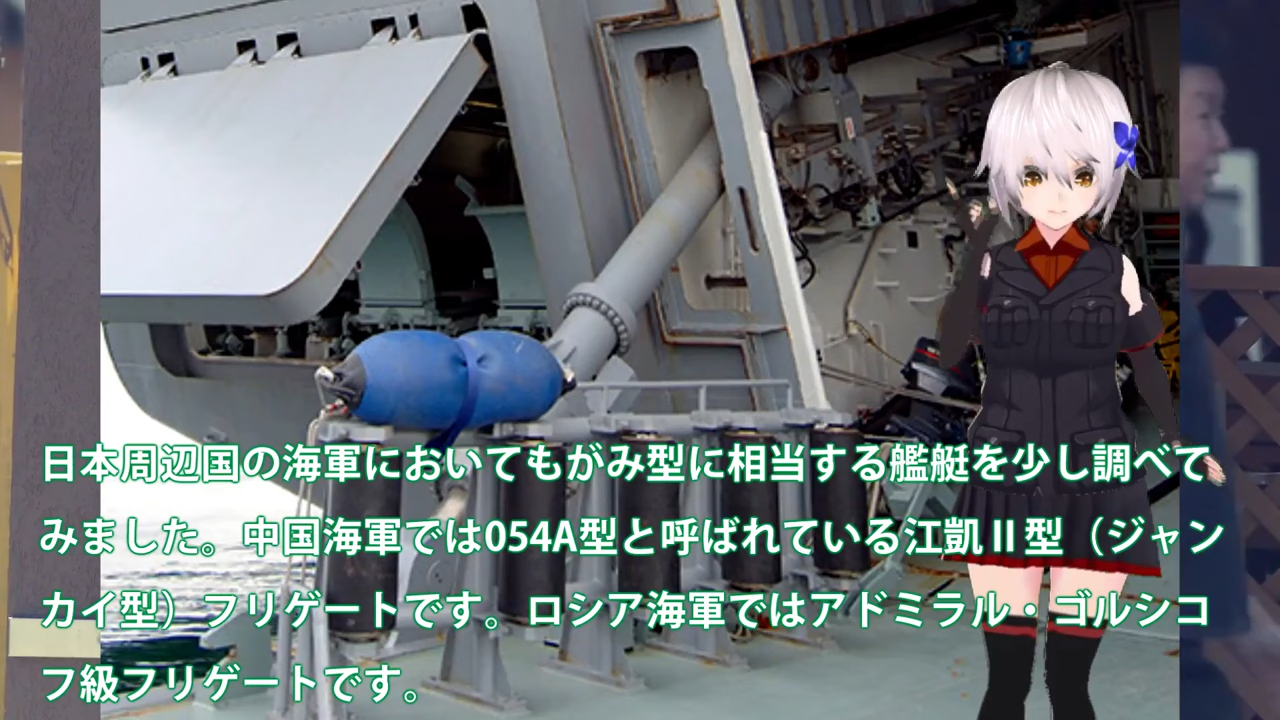 日本周辺国の海軍においてもがみ型に相当する艦艇を少し調べて
みました。中国海軍では054A型と呼ばれている江凱Ⅱ型（ジャン
カイ型）フリゲートです。ロシア海軍ではアドミラル・ゴルシコ
フ級フリゲートです。